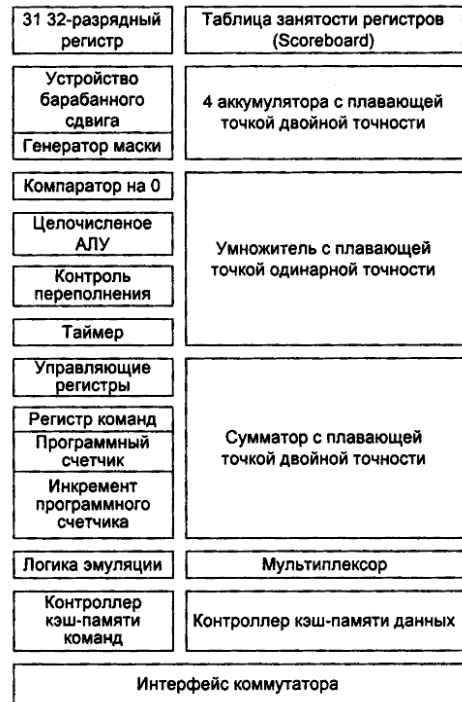 31 32-разрядный
регистр
Таблица занятости регистров
(Scoreboard)
Устройство
барабанного
сдвига
Генератор маски
4 аккумулятора с плавающей
точкой двойной точности
Компаратор на 0
Целочисленое
АЛУ
Контроль
переполнения
Таймер
Умножитель с плавающей
точкой одинарной точности
Управляющие
регистры
Регистр команд
Программный
счетчик
Инкремент
программного
счетчика
Сумматор с плавающей
точкой двойной точности
Логика эмуляции
Мультиплексор
Контроллер
кэш-памяти
команд
Контроллер кэш-памяти данных
Интерфейс коммутатора